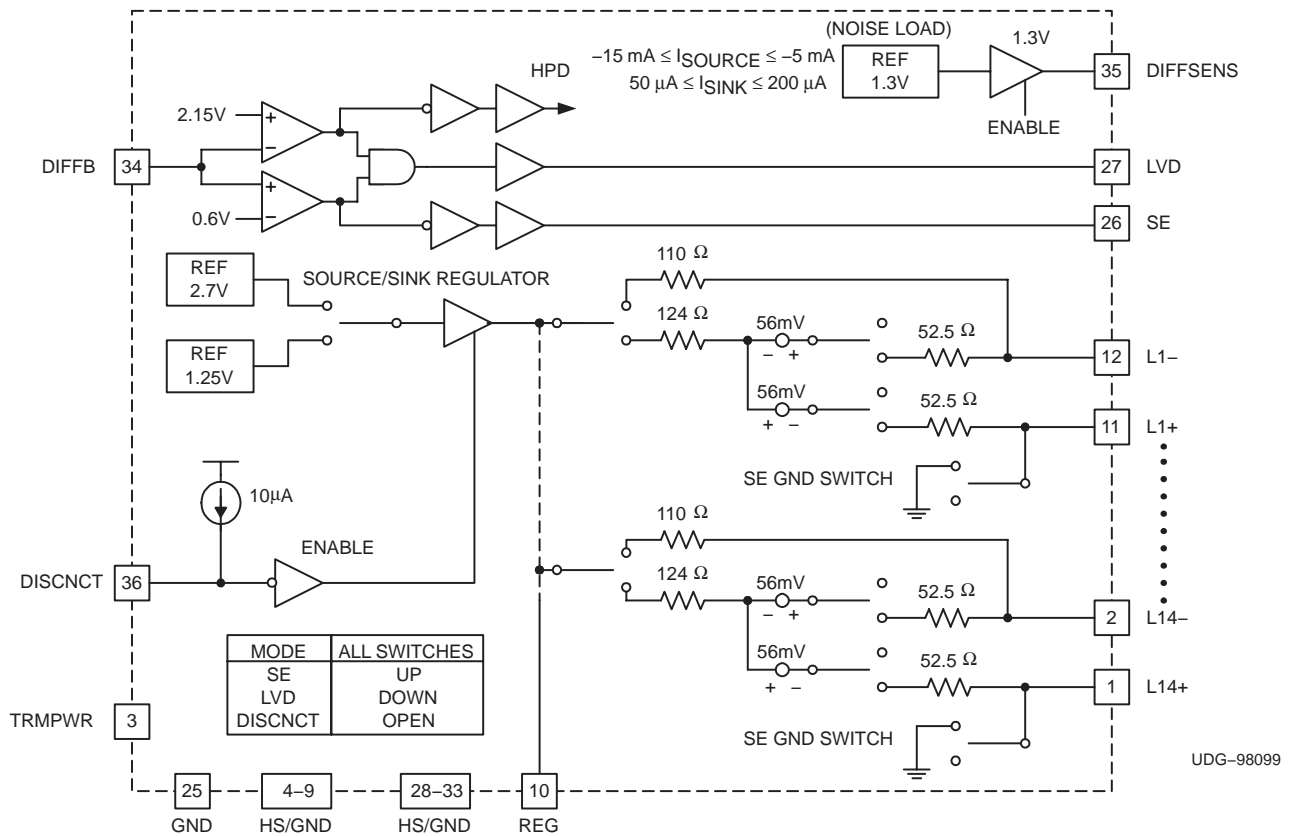 (NOISE LOAD)
–15 mA ≤ ISOURCE ≤ –5 mA
50 μA ≤ ISINK ≤ 200 μA
REF
1.3V
1.3V
ENABLE
35
DIFFSENS
HPD
2.15V
+
–
DIFFB
34
+
–
0.6V
27
LVD
26
SE
REF
2.7V
SOURCE/SINK REGULATOR
REF
1.25V
110 Ω
124 Ω
56mV
– +
52.5 Ω
12
L1–
56mV
+ –
52.5 Ω
11
L1+
SE GND SWITCH
10μA
ENABLE
DISCNCT
36
110 Ω
124 Ω
56mV
– +
52.5 Ω
2
L14–
56mV
+ –
52.5 Ω
1
L14+
SE GND SWITCH
MODE ALL SWITCHES
SE UP
LVD DOWN
DISCNCT OPEN
TRMPWR
3
25
GND
4–9
HS/GND
28–33
HS/GND
10
REG
UDG–98099